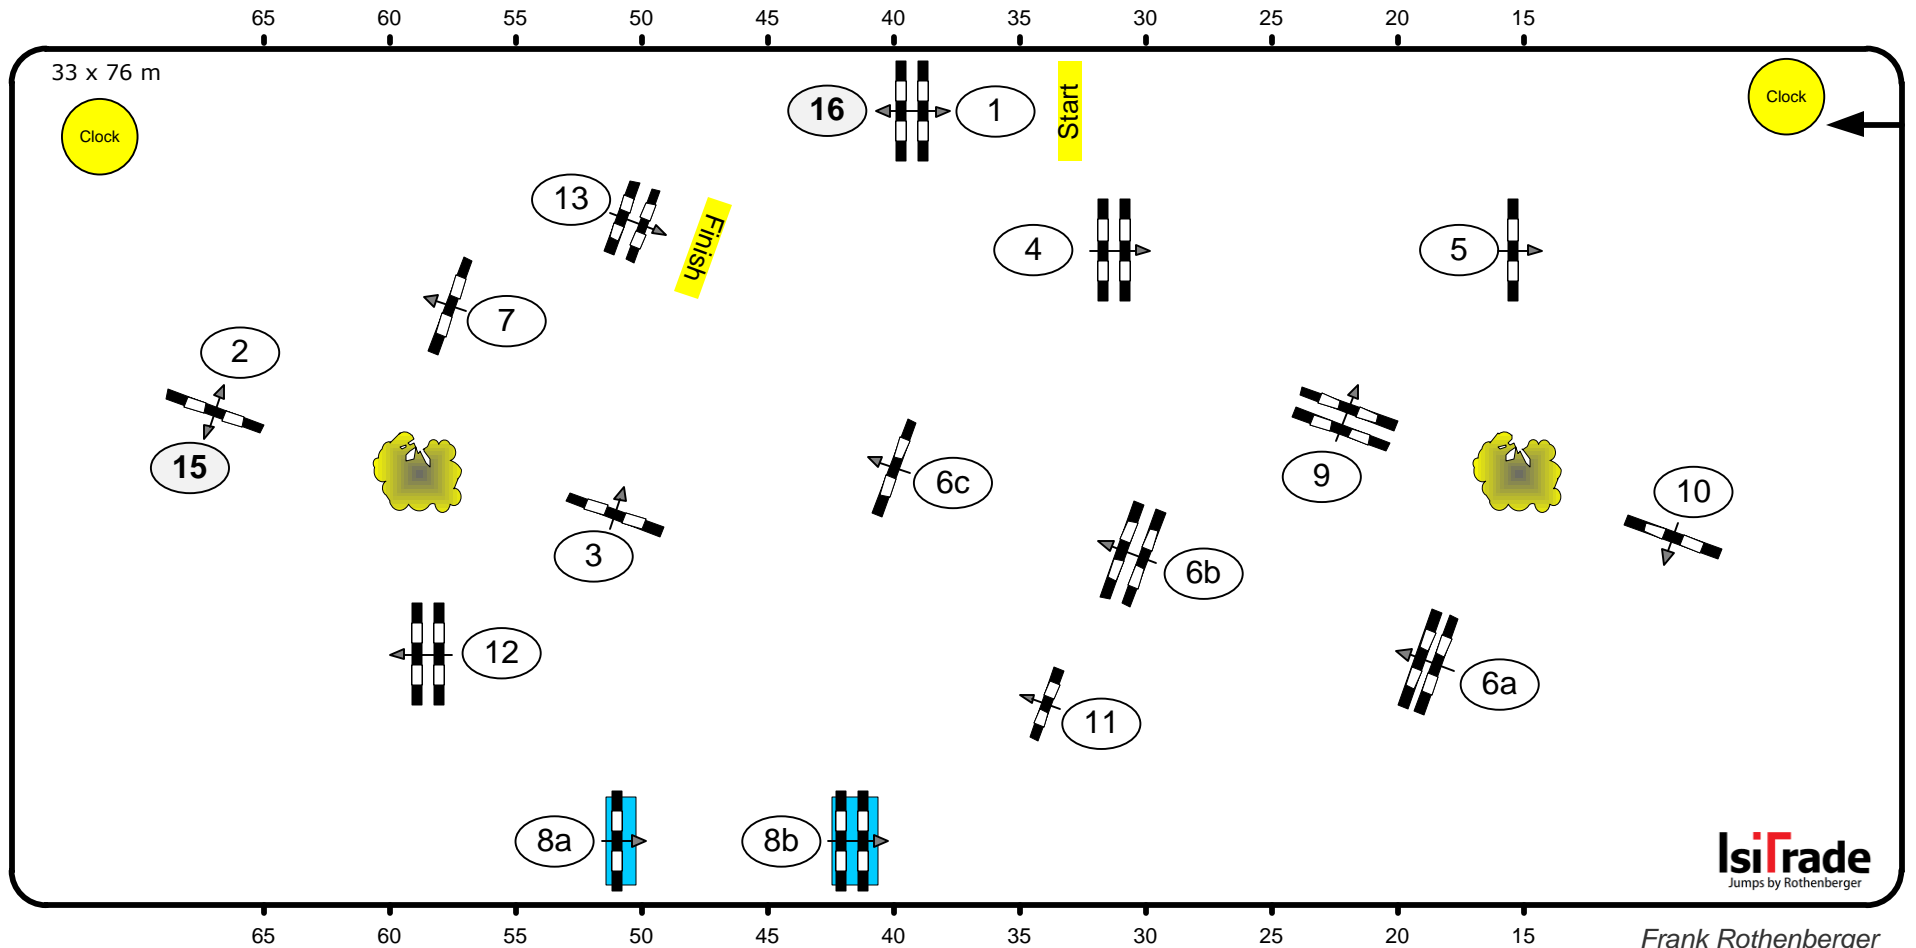 65 60 55 50 45 40 35 30 25 20 15
33 x 76 m
Clock
Clock
16
1
Start
13
Finish
4
5
7
2
15
3
6c
9
10
6b
12
6a
11
8a
8b
IsiTrade
Jumps by Rothenberger
65 60 55 50 45 40 35 30 25 20 15
Frank Rothenberger